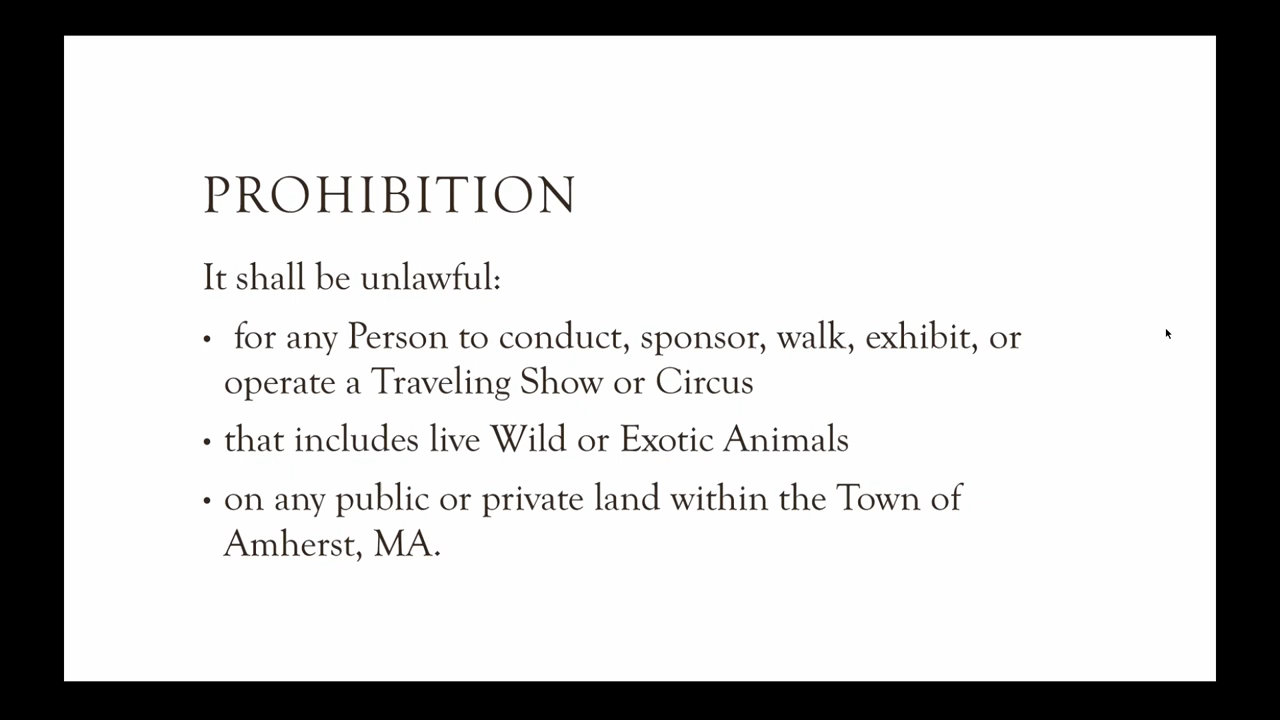 PROHIBITION
It shall be unlawful:
• for any Person to conduct, sponsor, walk, exhibit, or
operate a Traveling Show or Circus
• that includes live Wild or Exotic Animals
• on any public or private land within the Town of
Amherst, MA.